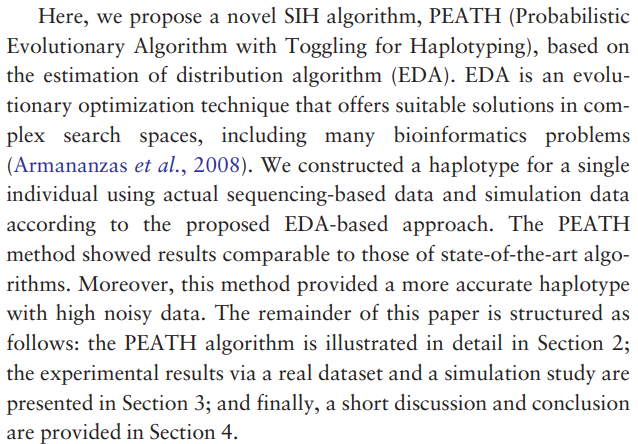 Here, we propose a novel SIH algorithm, PEATH (Probabilistic
Evolutionary Algorithm with Toggling for Haplotyping), based on
the estimation of distribution algorithm (EDA). EDA is an evolu-
tionary optimization technique that offers suitable solutions in com-
plex search spaces, including many bioinformatics problems
(Armananzas et al., 2008). We constructed a haplotype for a single
individual using actual sequencing-based data and simulation data
according to the proposed EDA-based approach. The PEATH
method showed results comparable to those of state-of-the-art algo-
rithms. Moreover, this method provided a more accurate haplotype
with high noisy data. The remainder of this paper is structured as
follows: the PEATH algorithm is illustrated in detail in Section 2;
the experimental results via a real dataset and a simulation study are
presented in Section 3; and finally, a short discussion and conclusion
are provided in Section 4.